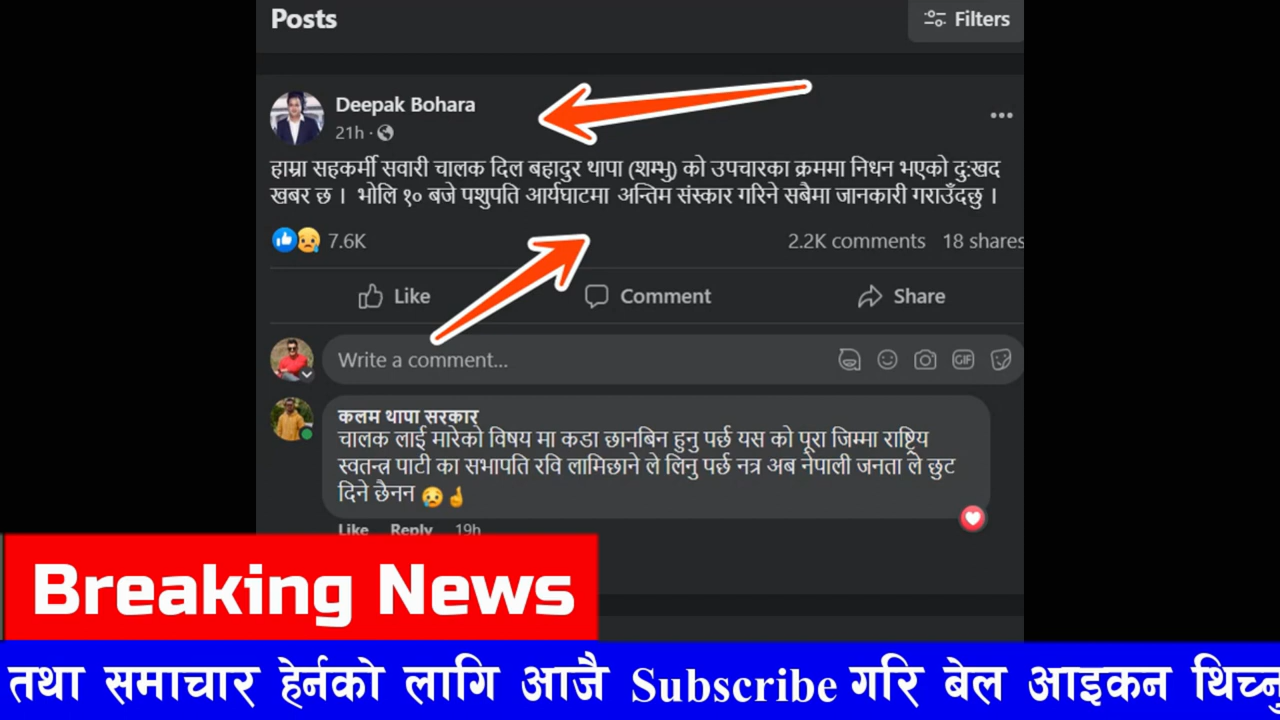 Posts
Filters
Deepak Bohara
21h
हाम्रा सहकर्मी सवारी चालक दिल बहादुर थापा (शम्भु) को उपचारका क्रममा निधन भएको दुःखद
खबर छ । भोलि १० बजे पशुपति आर्यघाटमा अन्तिम संस्कार गरिने सबैमा जानकारी गराउँदछु ।
7.6K
2.2K comments 18 shares
Like Comment Share
Write a comment...
GIF
कलम थापा सरकार
चालक लाई मारेको विषय मा कडा छानबिन हुनु पर्छ यस को पूरा जिम्मा राष्ट्रिय
स्वतन्त्र पाटी का सभापति रवि लामिछाने ले लिनु पर्छ नत्र अब नेपाली जनता ले छुट
दिने छैनन
Like Reply 19h
Breaking News
तथा समाचार हेर्नको लागि आजै Subscribe गरि बेल आइकन थिच्नु